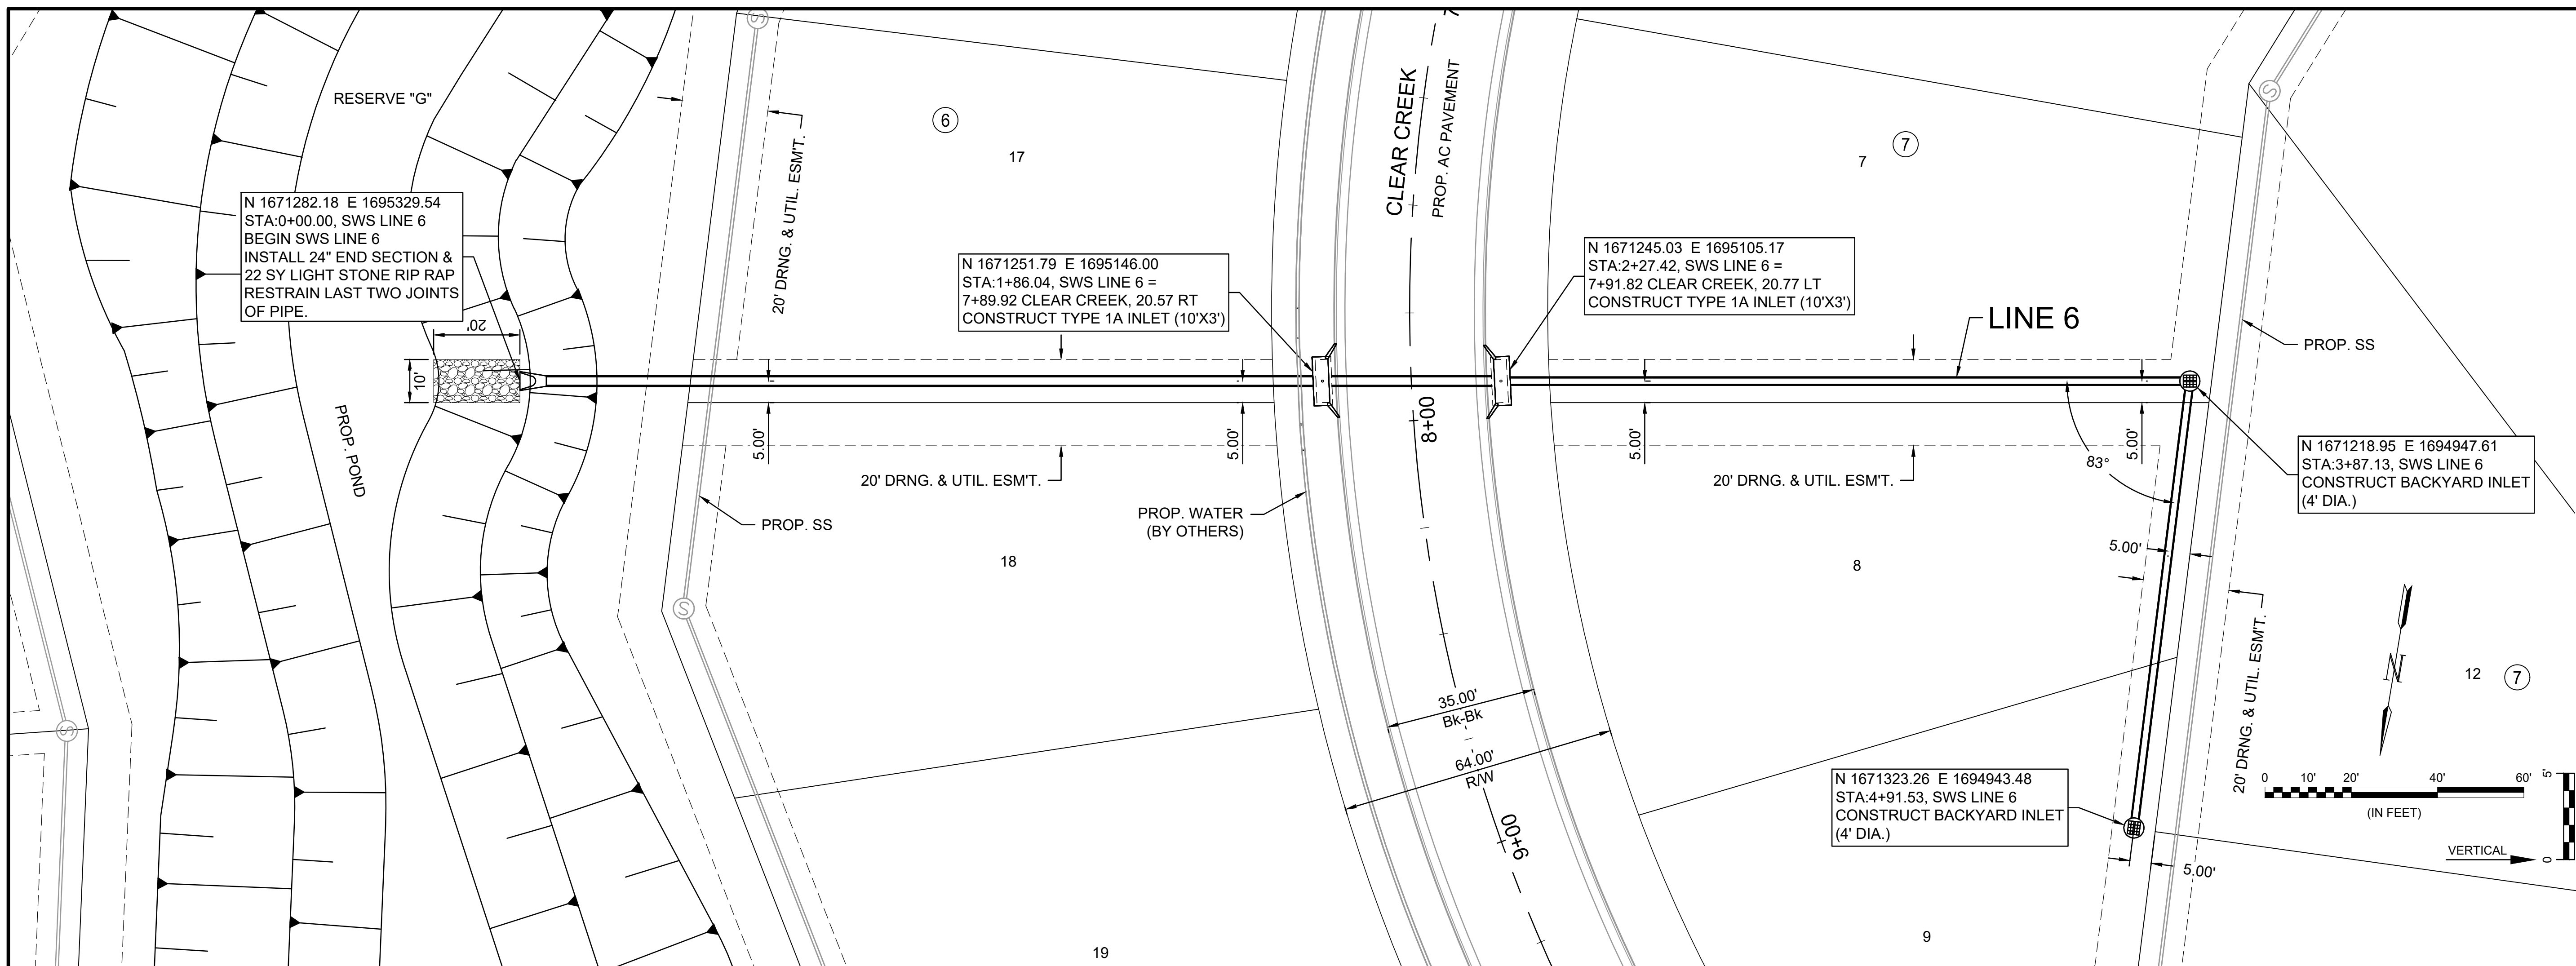 RESERVE "G"
N 1671282.18 E 1695329.54
STA:0+00.00, SWS LINE 6
BEGIN SWS LINE 6
INSTALL 24" END SECTION &
22 SY LIGHT STONE RIP RAP
RESTRAIN LAST TWO JOINTS
OF PIPE.
20'
10'
PROP. POND
S
S
S
20' DRNG. & UTIL. ESM'T.
6
17
N 1671251.79 E 1695146.00
STA:1+86.04, SWS LINE 6 =
7+89.92 CLEAR CREEK, 20.57 RT
CONSTRUCT TYPE 1A INLET (10'X3')
5.00'
5.00'
20' DRNG. & UTIL. ESM'T.
PROP. SS
PROP. WATER
(BY OTHERS)
18
19
CLEAR CREEK
PROP. AC PAVEMENT
7
8+00
35.00'
Bk-Bk
64.00'
R/W
9+00
N 1671245.03 E 1695105.17
STA:2+27.42, SWS LINE 6 =
7+91.82 CLEAR CREEK, 20.77 LT
CONSTRUCT TYPE 1A INLET (10'X3')
7
7
LINE 6
5.00'
5.00'
20' DRNG. & UTIL. ESM'T.
83°
8
5.00'
S
PROP. SS
N 1671218.95 E 1694947.61
STA:3+87.13, SWS LINE 6
CONSTRUCT BACKYARD INLET
(4' DIA.)
20' DRNG. & UTIL. ESM'T.
N
12
7
N 1671323.26 E 1694943.48
STA:4+91.53, SWS LINE 6
CONSTRUCT BACKYARD INLET
(4' DIA.)
5.00'
9
0 10' 20' 40' 60'
(IN FEET)
VERTICAL
5'
0